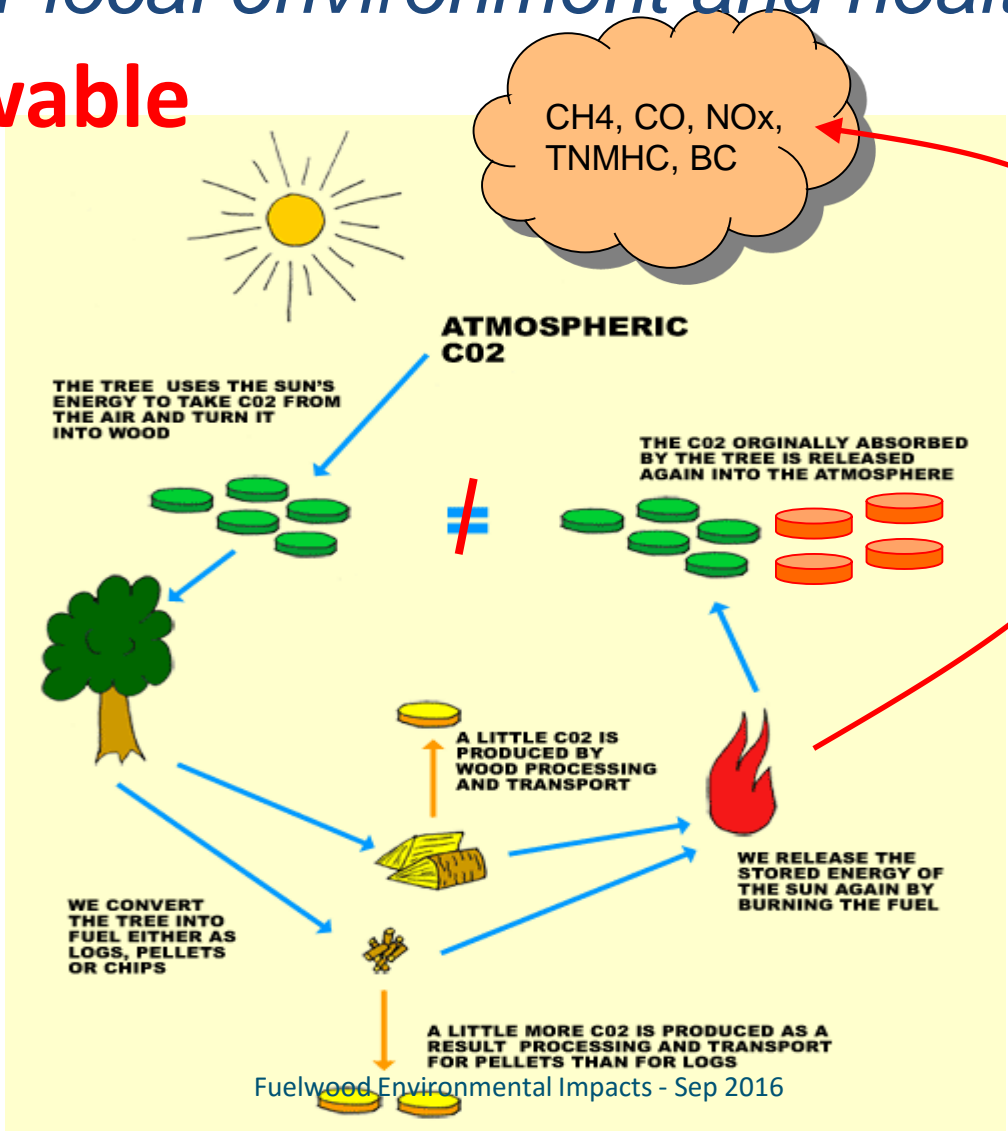 local environment and healt
vable
CH4, CO, NOx,
TNMHC, BC
ATMOSPHERIC
C02
THE TREE USES THE SUN'S
ENERGY TO TAKE C02 FROM
THE AIR AND TURN IT
INTO WOOD
THE C02 ORGINALLY ABSORBED
BY THE TREE IS RELEASED
AGAIN INTO THE ATMOSPHERE
=
A LITTLE C02 IS
PRODUCED BY
WOOD PROCESSING
AND TRANSPORT
WE RELEASE THE
STORED ENERGY OF
THE SUN AGAIN BY
BURNING THE FUEL
WE CONVERT
THE TREE INTO
FUEL EITHER AS
LOGS, PELLETS
OR CHIPS
A LITTLE MORE C02 IS PRODUCED AS A
RESULT PROCESSING AND TRANSPORT
FOR PELLETS THAN FOR LOGS
Fuelwood Environmental Impacts - Sep 2016